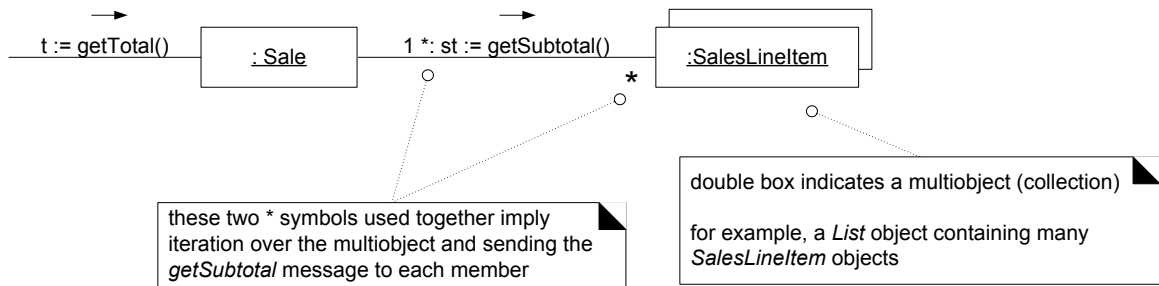 t := getTotal()
: Sale
1 *: st := getSubtotal()
:SalesLineItem
*
these two * symbols used together imply
iteration over the multiobject and sending the
getSubtotal message to each member
double box indicates a multiobject (collection)
for example, a List object containing many
SalesLineItem objects